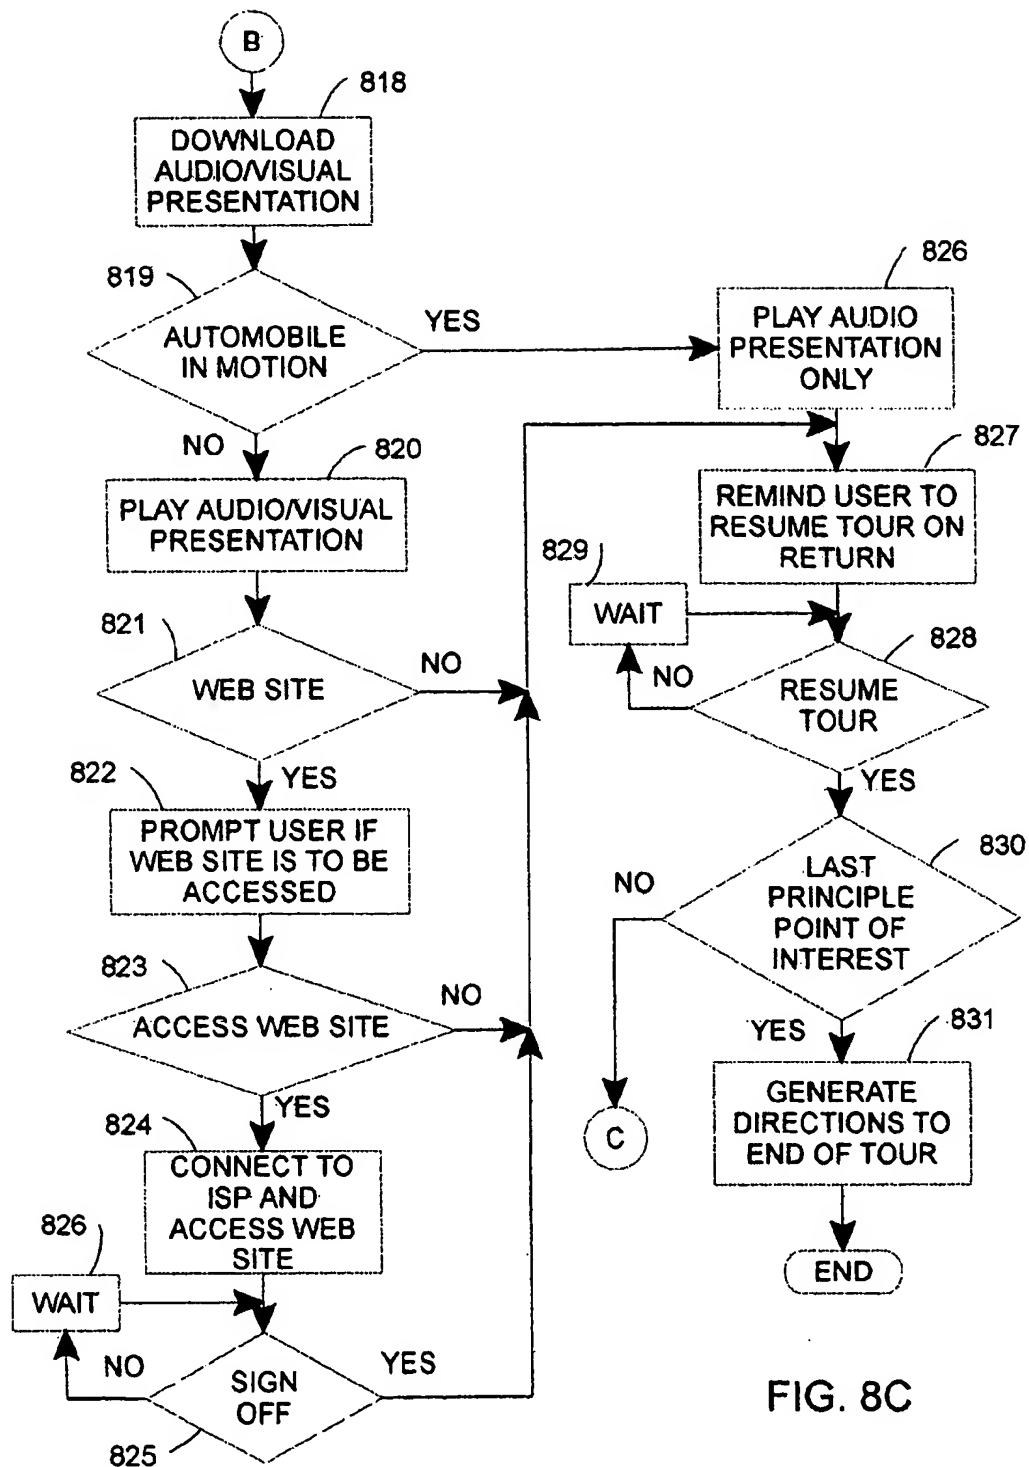 B
818
DOWNLOAD
AUDIO/VISUAL
PRESENTATION
819
AUTOMOBILE
IN MOTION
YES
NO
820
PLAY AUDIO/VISUAL
PRESENTATION
821
WEB SITE
NO
YES
822
PROMPT USER IF
WEB SITE IS TO BE
ACCESSED
823
ACCESS WEB SITE
NO
YES
824
CONNECT TO
ISP AND
ACCESS WEB
SITE
826
WAIT
NO
SIGN
OFF
YES
825
826
PLAY AUDIO
PRESENTATION
ONLY
827
REMIND USER TO
RESUME TOUR ON
RETURN
829
WAIT
NO
828
RESUME
TOUR
YES
830
LAST
PRINCIPLE
POINT OF
INTEREST
NO
C
YES
831
GENERATE
DIRECTIONS TO
END OF TOUR
END
FIG. 8C